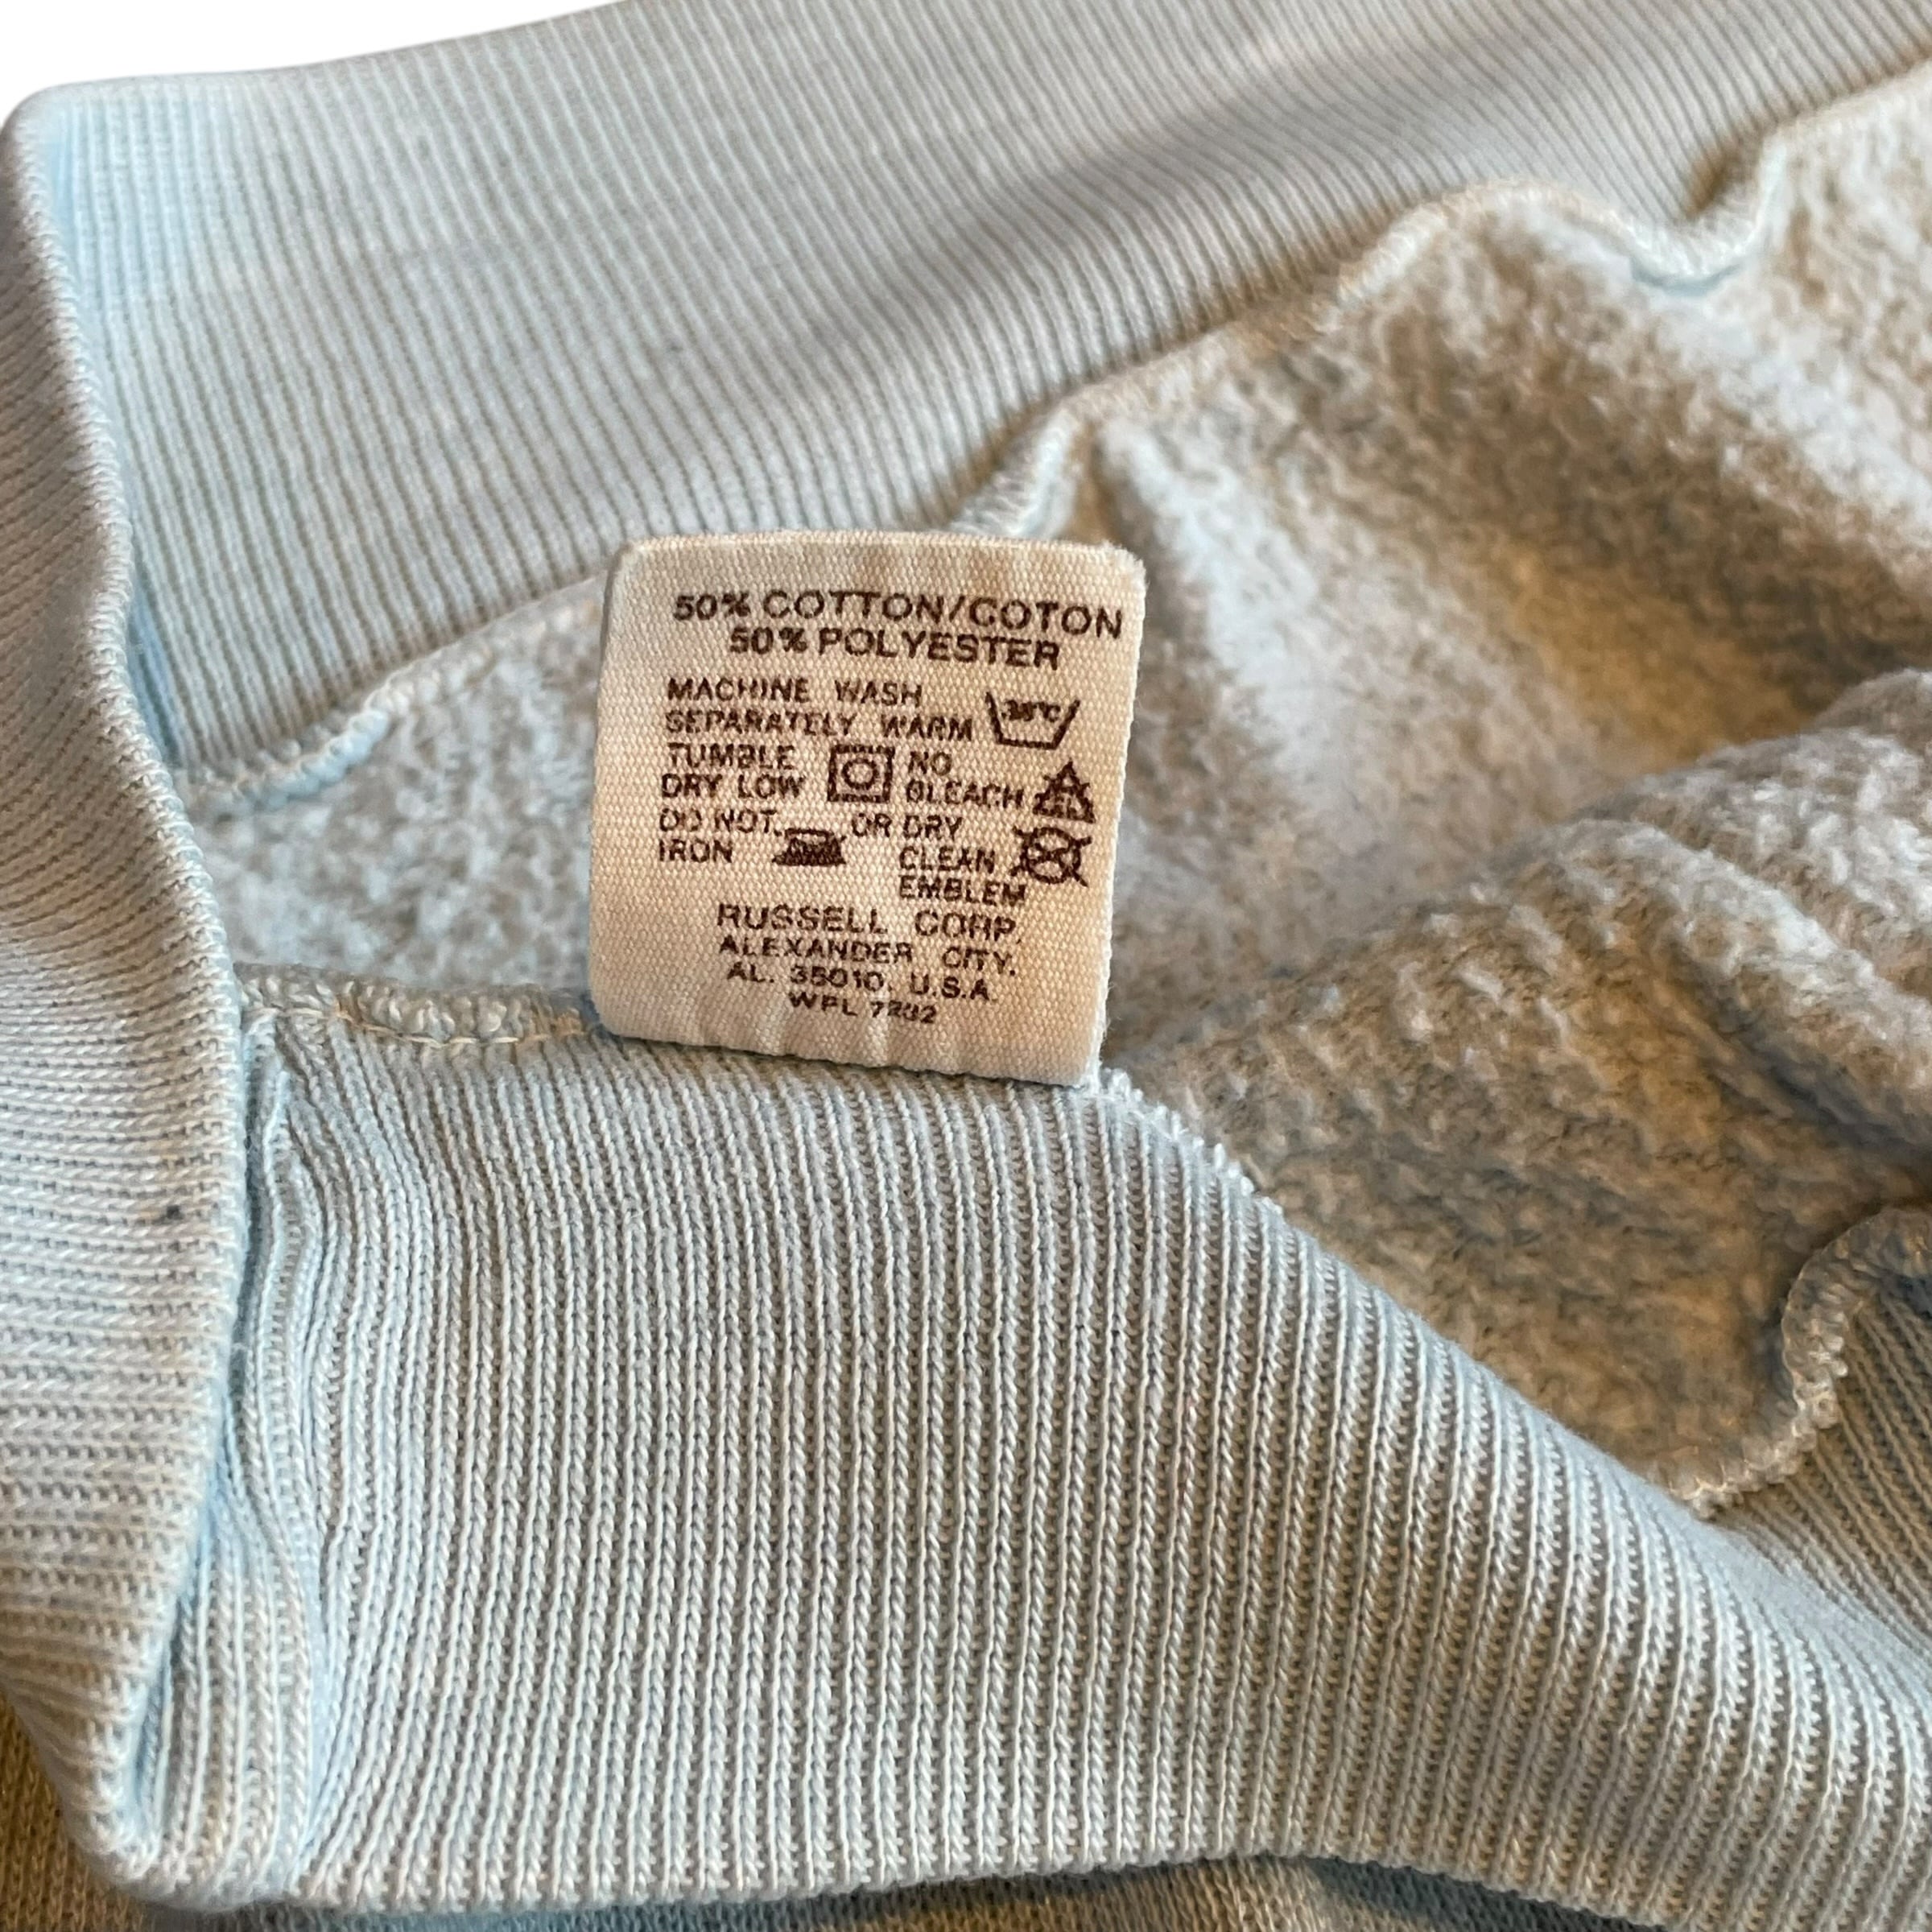 50% COTTON/COTON
50% POLYESTER
MACHINE WASH
SEPARATELY WARM
TUMBLE
DRY LOW
NO
BLEACH
DO NOT
IRON
OR DRY
CLEAN
EMBLEM
RUSSELL CORP.
ALEXANDER CITY.
AL. 35010, U.S.A.
WPL